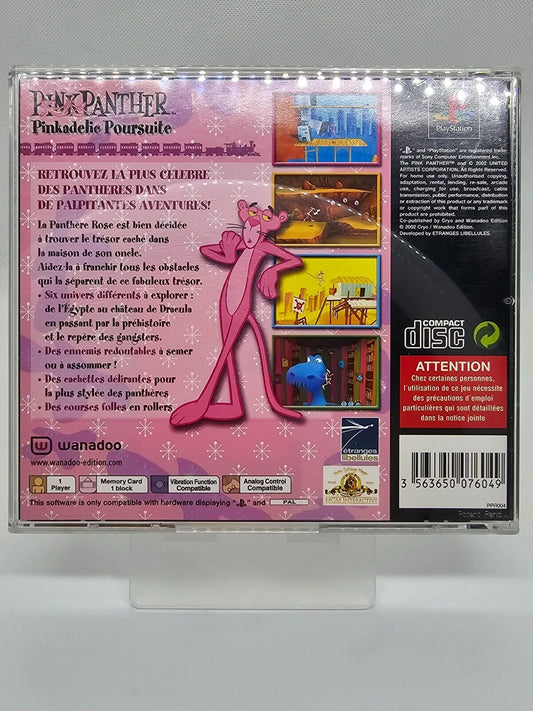 PINK PANTHER
Pinkadelic Poursuite
RETROUVEZ LA PLUS CELEBRE
DES PANTHERES DANS
DE PALPITANTES AVENTURES!
La Panthere Rose est bien décidée
à trouver le trésor caché dans
la maison de son oncle.
Aidez-la à franchir tous les obstacles
qui la séparent de ce fabuleux trésor.
• Six univers différents à explorer :
de l'Égypte au château de Dracula
en passant par la préhistoire
et le repère des gangsters.
• Des ennemis redoutables à semer
ou à assommer !
• Des cachettes délirantes pour
la plus stylée des panthères
• Des courses folles en rollers
wanadoo
www.wanadoo-edition.com
étranges
libellules
1
Player
Memory Card
1 block
Vibration Function
Compatible
Analog Control
Compatible
This software is only compatible with hardware displaying "PS" and PAL
PlayStation
"PS" and "PlayStation" are registered trade-
marks of Sony Computer Entertainment Inc.
The PINK PANTHER™ and © 2002 UNITED
ARTISTS CORPORATION. All Rights Reserved.
For home use only. Unauthorised copying,
adaptation, rental, lending, re-sale, arcade
use, charging for use, broadcast, cable
transmission, public performance, distribution
or extraction of this product or any trademark
or copyright work that forms part of this
product are prohibited.
Co-published by Cryo and Wanadoo Edition
© 2002 Cryo / Wanadoo Edition.
Developed by ETRANGES LIBELLULES.
COMPACT
disc
ATTENTION
Chez certaines personnes,
l'utilisation de ce jeu nécessite
des précautions d'emploi
particulières qui sont détaillées
dans la notice jointe
3 563650 076049
PPR004